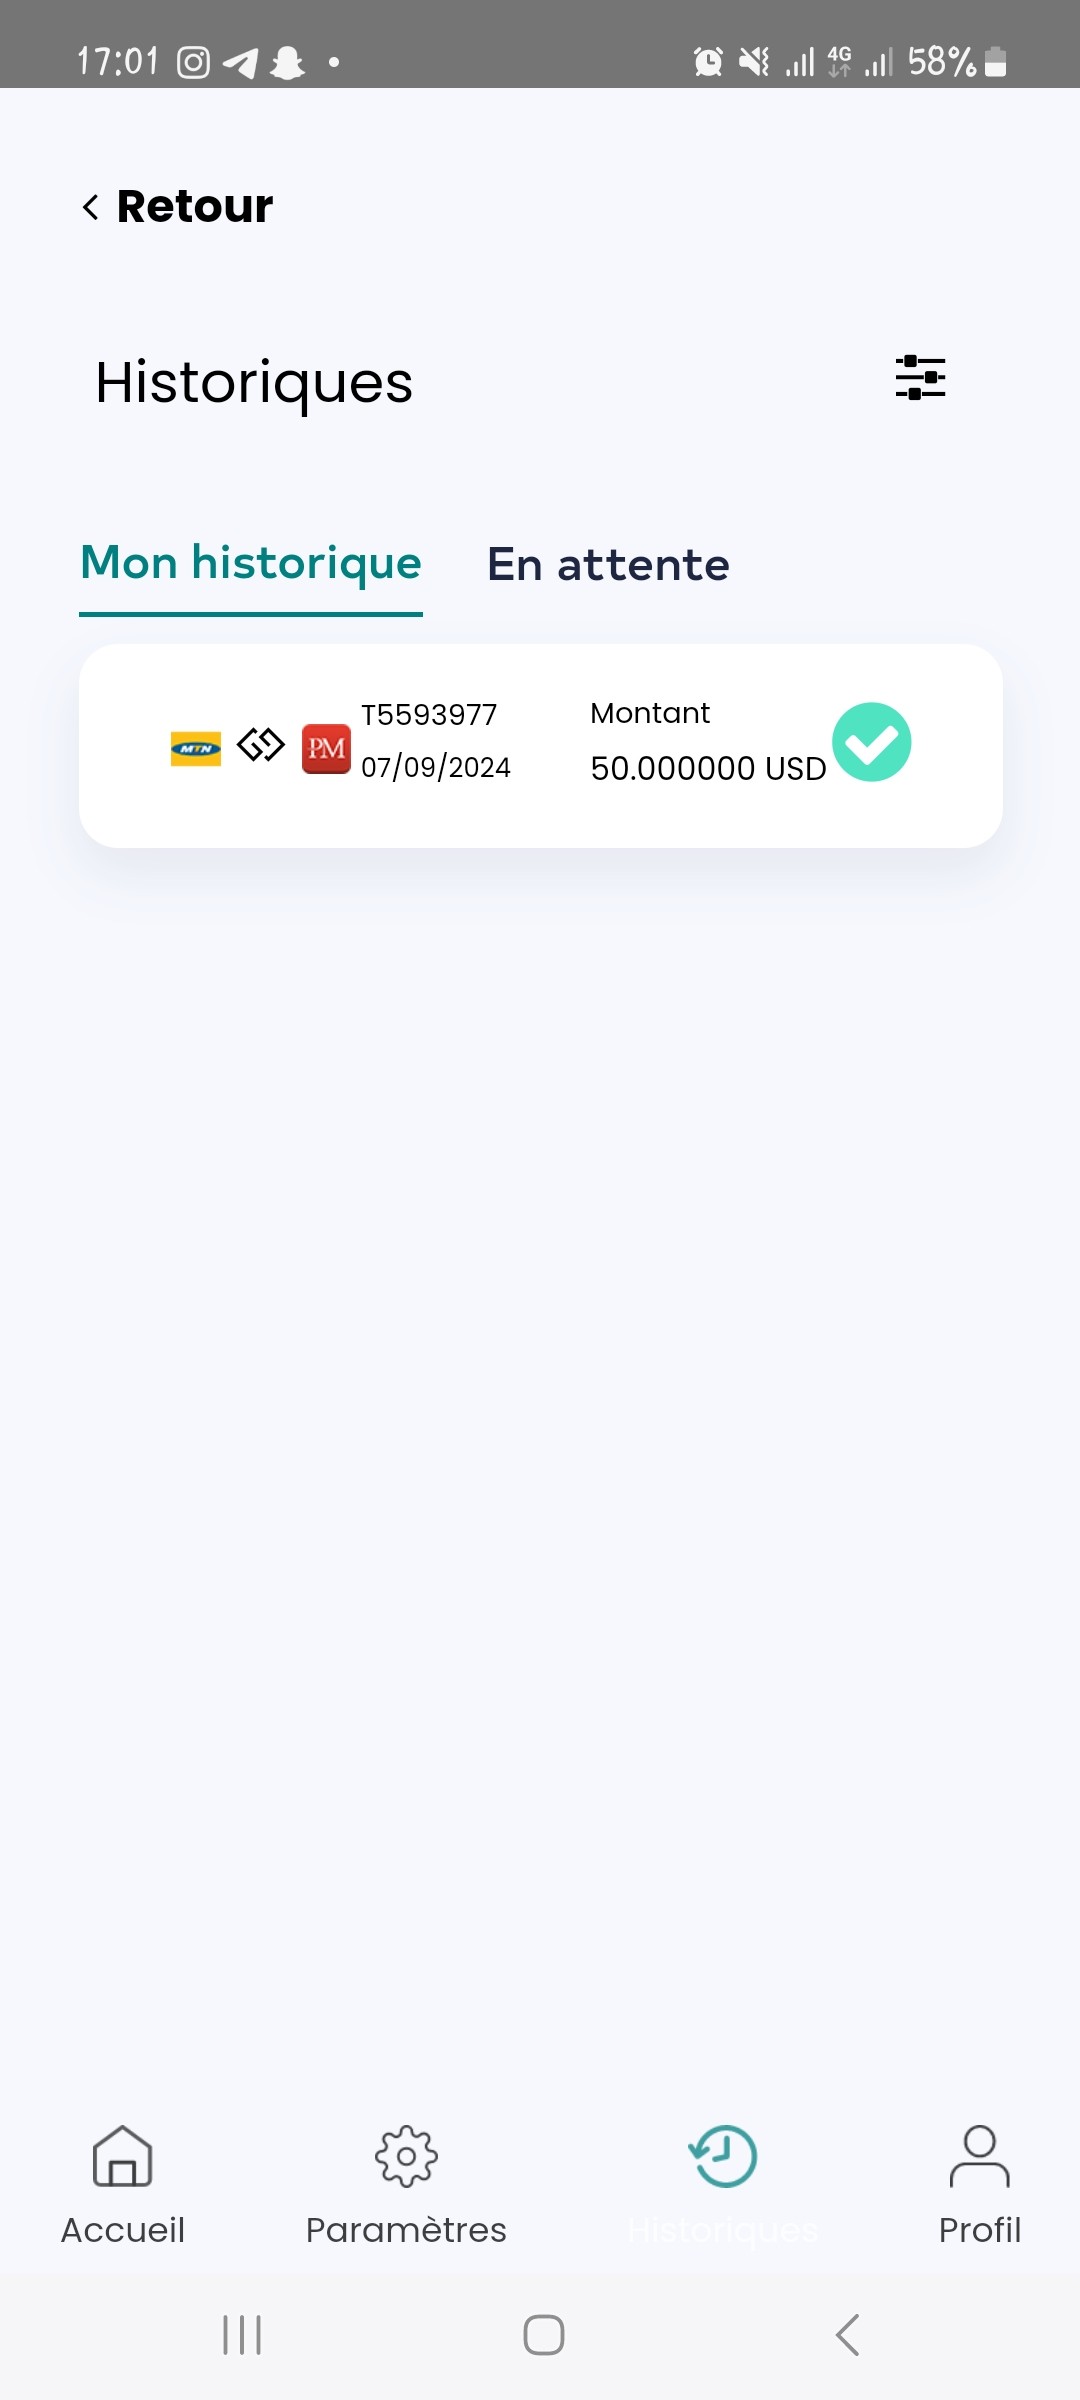 17:01 4G 58%
Retour
Historiques
Mon historique En attente
T5593977 Montant
MTN PM
07/09/2024 50.000000 USD
Accueil Paramètres Historiques Profil